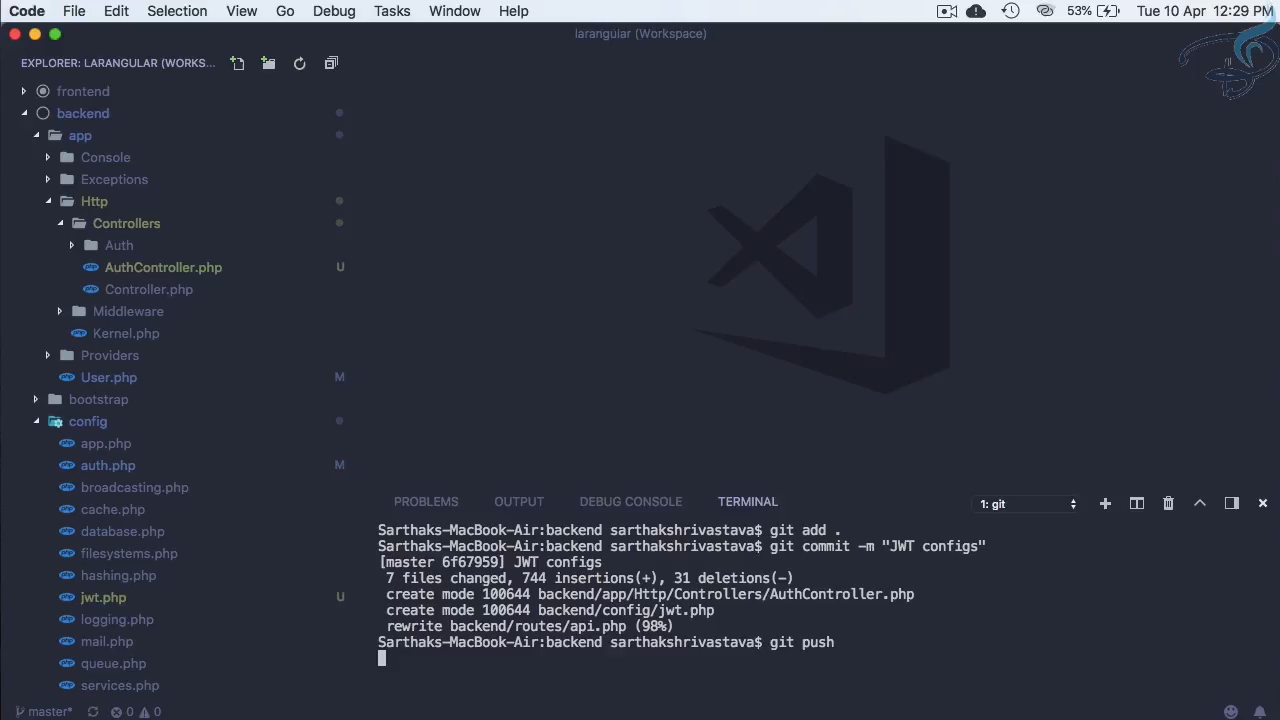 Code File Edit Selection View Go Debug Tasks Window Help 53% Tue 10 Apr 12:29 PM
larangular (Workspace)
EXPLORER: LARANGULAR (WORKS...
frontend
backend
app
Console
Exceptions
Http
Controllers
Auth
AuthController.php U
Controller.php
Middleware
Kernel.php
Providers
User.php M
bootstrap
config
app.php
auth.php M
broadcasting.php
cache.php
database.php
filesystems.php
hashing.php
jwt.php U
logging.php
mail.php
queue.php
services.php
PROBLEMS OUTPUT DEBUG CONSOLE TERMINAL 1: git
Sarthaks-MacBook-Air:backend sarthakshrivastava$ git add .
Sarthaks-MacBook-Air:backend sarthakshrivastava$ git commit -m "JWT configs"
[master 6f67959] JWT configs
7 files changed, 744 insertions(+), 31 deletions(-)
create mode 100644 backend/app/Http/Controllers/AuthController.php
create mode 100644 backend/config/jwt.php
rewrite backend/routes/api.php (98%)
Sarthaks-MacBook-Air:backend sarthakshrivastava$ git push
master* 0 0